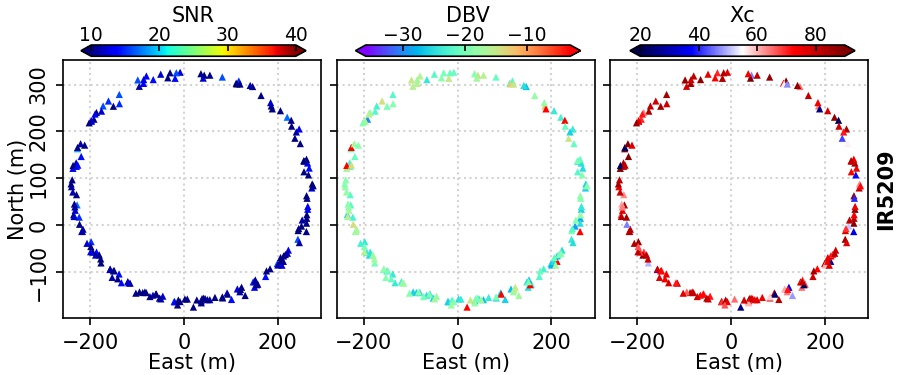 SNR DBV Xc
10 20 30 40 −30 −20 −10 20 40 60 80
300
200
100
0
−100
North (m)
IR5209
−200 0 200 −200 0 200 −200 0 200
East (m) East (m) East (m)